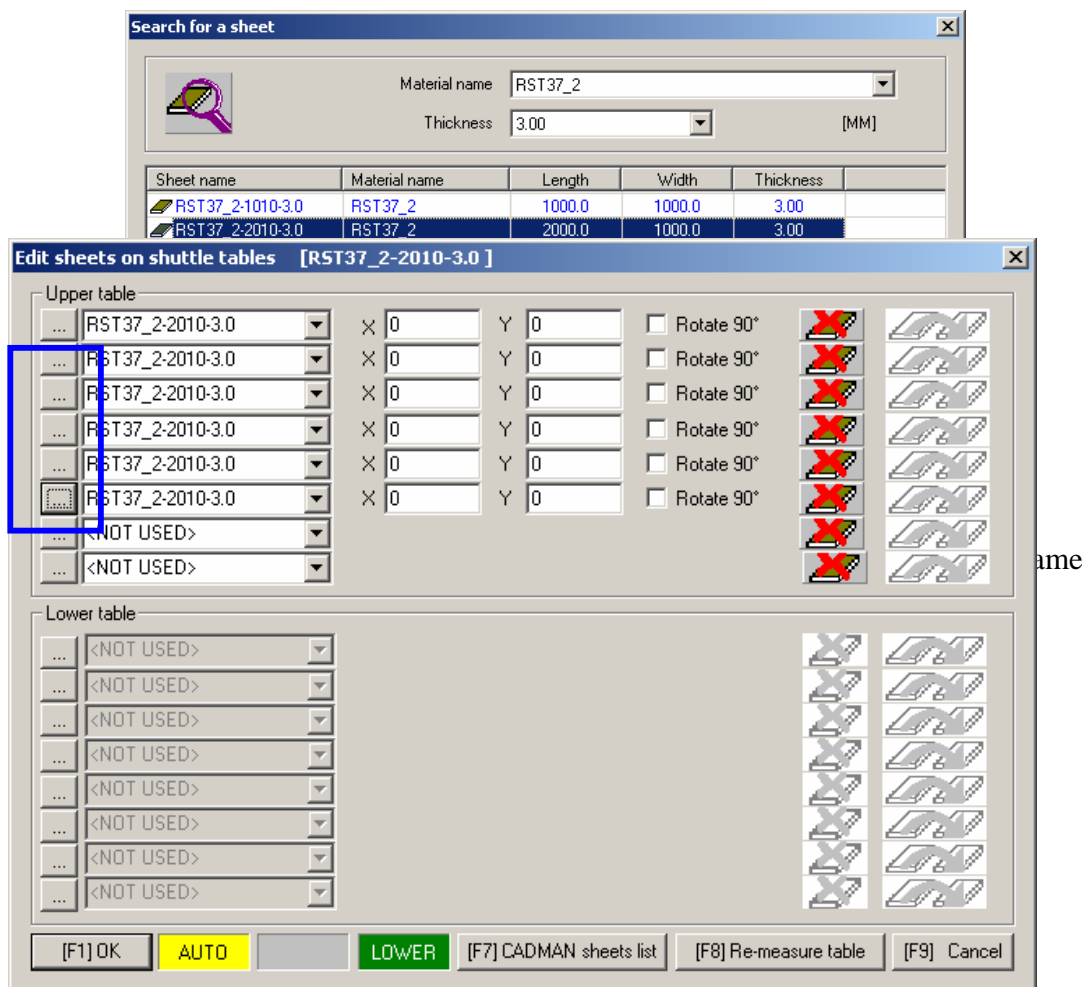 Search for a sheet
Material name RST37_2
Thickness 3.00 [MM]
Sheet name Material name Length Width Thickness
RST37_2-1010-3.0 RST37_2 1000.0 1000.0 3.00
RST37_2-2010-3.0 RST37_2 2000.0 1000.0 3.00
Edit sheets on shuttle tables [RST37_2-2010-3.0 ]
Upper table
... RST37_2-2010-3.0 X 0 Y 0 Rotate 90°
... RST37_2-2010-3.0 X 0 Y 0 Rotate 90°
... RST37_2-2010-3.0 X 0 Y 0 Rotate 90°
... RST37_2-2010-3.0 X 0 Y 0 Rotate 90°
... RST37_2-2010-3.0 X 0 Y 0 Rotate 90°
... RST37_2-2010-3.0 X 0 Y 0 Rotate 90°
... <NOT USED>
... <NOT USED>
ame
Lower table
... <NOT USED>
... <NOT USED>
... <NOT USED>
... <NOT USED>
... <NOT USED>
... <NOT USED>
... <NOT USED>
... <NOT USED>
[F1] OK AUTO LOWER [F7] CADMAN sheets list [F8] Re-measure table [F9] Cancel